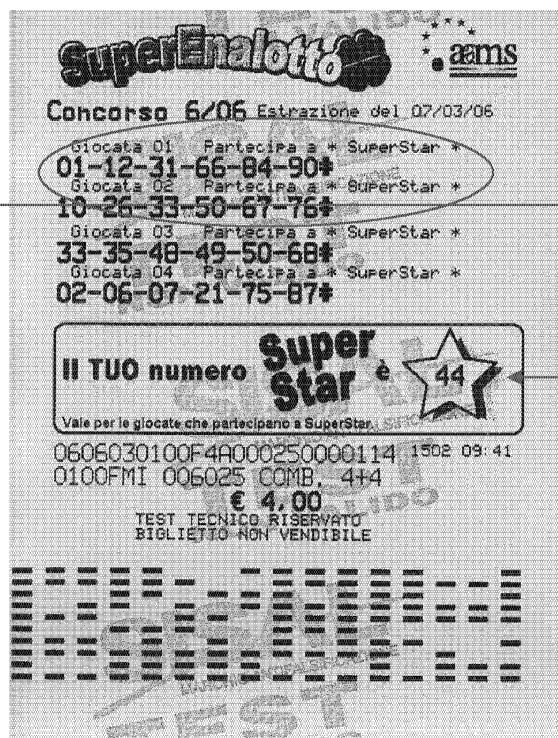 SuperEnalotto aams
Concorso 6/06 Estrazione del 07/03/06
Giocata 01 Partecipa a * SuperStar *
01-12-31-66-84-90#
Giocata 02 Partecipa a * SuperStar *
10-26-33-50-67-76#
Giocata 03 Partecipa a * SuperStar *
33-35-48-49-50-68#
Giocata 04 Partecipa a * SuperStar *
02-06-07-21-75-87#
Il TUO numero Super Star è 44
Vale per le giocate che partecipano a SuperStar.
0606030100F4A000250000114 1502 09:41
0100FMI 006025 COMB. 4+4
€ 4,00
TEST TECNICO RISERVATO
BIGLIETTO NON VENDIBILE
SISAL
TEST